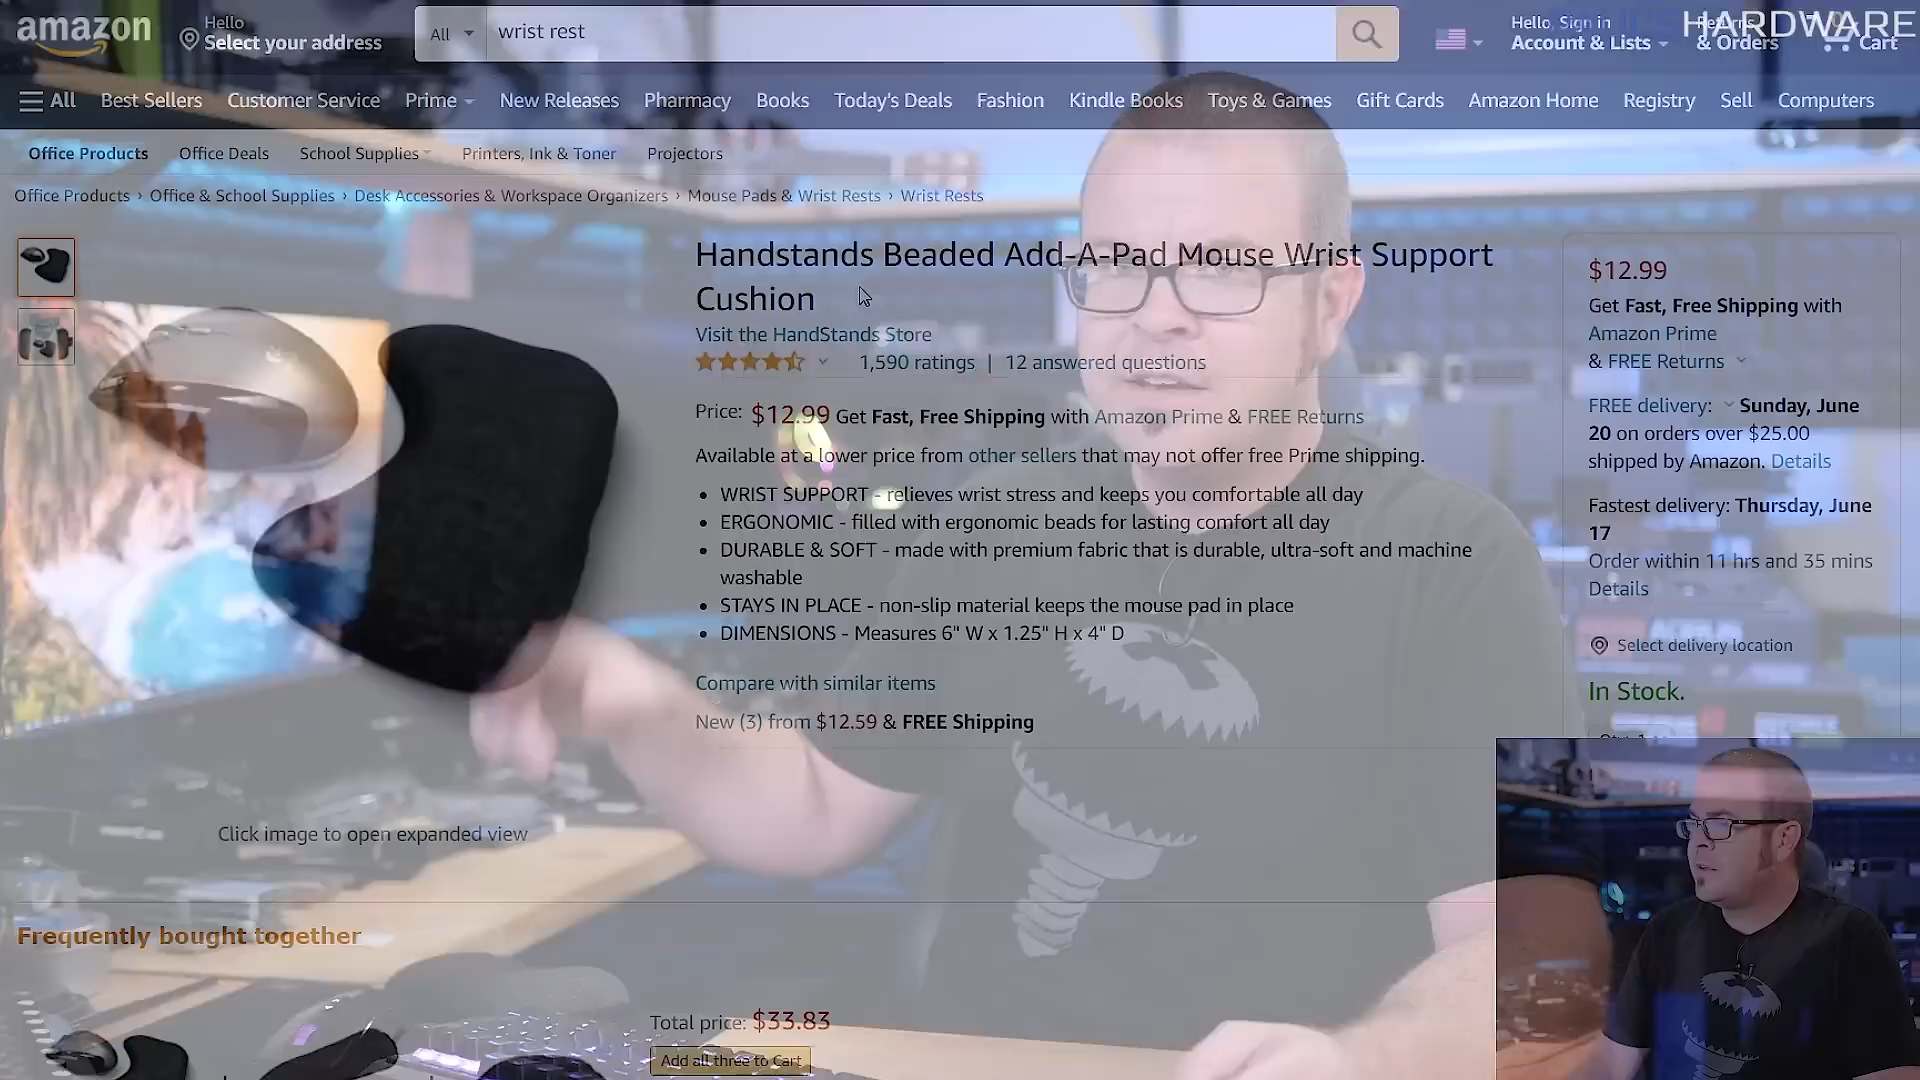 amazon
Hello
Select your address
All
wrist rest
Hello, Sign in
Account & Lists
Returns
& Orders
Cart
HARDWARE
All
Best Sellers
Customer Service
Prime
New Releases
Pharmacy
Books
Today's Deals
Fashion
Kindle Books
Toys & Games
Gift Cards
Amazon Home
Registry
Sell
Computers
Office Products
Office Deals
School Supplies
Printers, Ink & Toner
Projectors
Office Products › Office & School Supplies › Desk Accessories & Workspace Organizers › Mouse Pads & Wrist Rests › Wrist Rests
Handstands Beaded Add-A-Pad Mouse Wrist Support
Cushion
Visit the HandStands Store
1,590 ratings | 12 answered questions
Price: $12.99 Get Fast, Free Shipping with Amazon Prime & FREE Returns
Available at a lower price from other sellers that may not offer free Prime shipping.
• WRIST SUPPORT - relieves wrist stress and keeps you comfortable all day
• ERGONOMIC - filled with ergonomic beads for lasting comfort all day
• DURABLE & SOFT - made with premium fabric that is durable, ultra-soft and machine
washable
• STAYS IN PLACE - non-slip material keeps the mouse pad in place
• DIMENSIONS - Measures 6" W x 1.25" H x 4" D
Compare with similar items
New (3) from $12.59 & FREE Shipping
Click image to open expanded view
$12.99
Get Fast, Free Shipping with
Amazon Prime
& FREE Returns
FREE delivery: Sunday, June
20 on orders over $25.00
shipped by Amazon. Details
Fastest delivery: Thursday, June
17
Order within 11 hrs and 35 mins
Details
Select delivery location
In Stock.
Frequently bought together
Total price: $33.83
Add all three to Cart